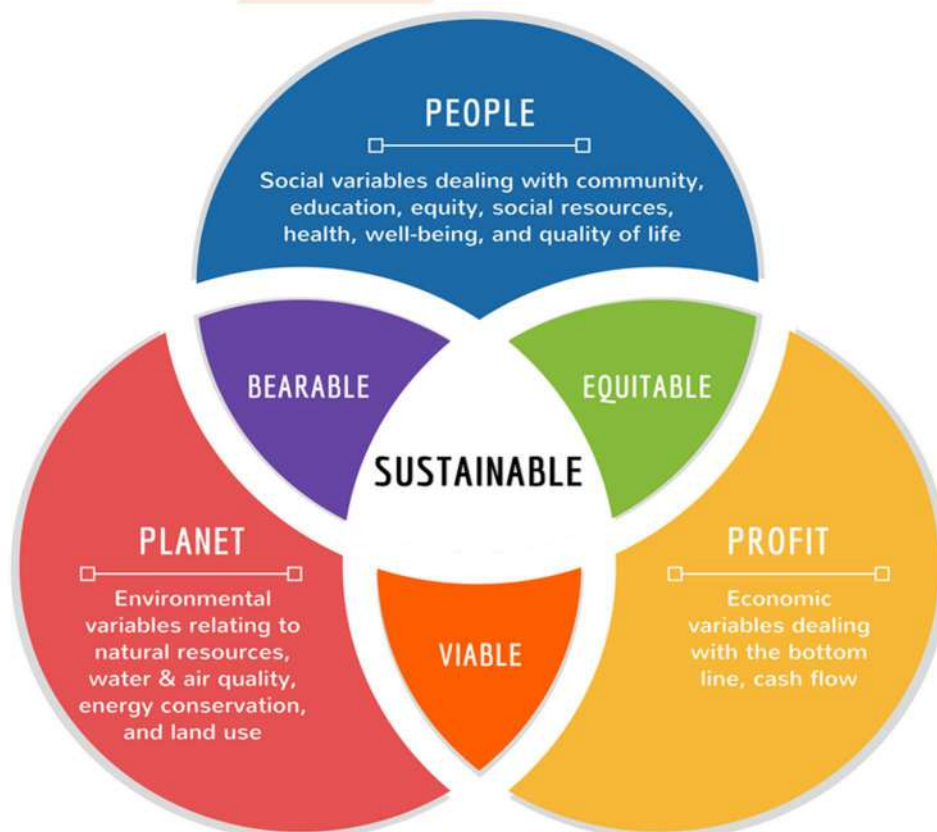 PEOPLE
Social variables dealing with community,
education, equity, social resources,
health, well-being, and quality of life
BEARABLE
EQUITABLE
SUSTAINABLE
PLANET
Environmental
variables relating to
natural resources,
water & air quality,
energy conservation,
and land use
VIABLE
PROFIT
Economic
variables dealing
with the bottom
line, cash flow